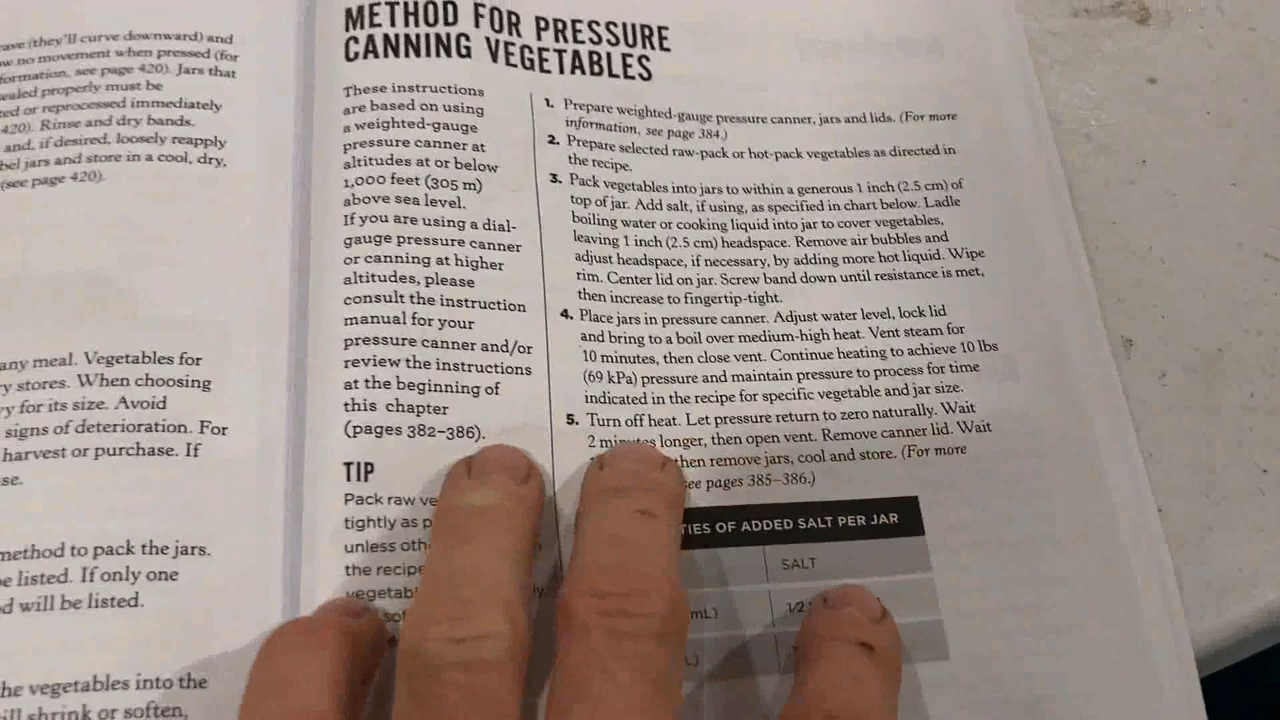 ave (they'll curve downward) and
no movement when pressed (for
formation, see page 420). Jars that
ealed properly must be
ed or reprocessed immediately
420). Rinse and dry bands.
and, if desired, loosely reapply
bel jars and store in a cool, dry,
(see page 420).
any meal. Vegetables for
y stores. When choosing
y for its size. Avoid
signs of deterioration. For
harvest or purchase. If
se.
method to pack the jars.
e listed. If only one
d will be listed.
he vegetables into the
ill shrink or soften,
METHOD FOR PRESSURE
CANNING VEGETABLES
These instructions
are based on using
a weighted-gauge
pressure canner at
altitudes at or below
1,000 feet (305 m)
above sea level.
If you are using a dial-
gauge pressure canner
or canning at higher
altitudes, please
consult the instruction
manual for your
pressure canner and/or
review the instructions
at the beginning of
this chapter
(pages 382–386).
TIP
Pack raw ve
tightly as p
unless oth
the recipe
vegetab
sof
1. Prepare weighted-gauge pressure canner, jars and lids. (For more
information, see page 384.)
2. Prepare selected raw-pack or hot-pack vegetables as directed in
the recipe.
3. Pack vegetables into jars to within a generous 1 inch (2.5 cm) of
top of jar. Add salt, if using, as specified in chart below. Ladle
boiling water or cooking liquid into jar to cover vegetables,
leaving 1 inch (2.5 cm) headspace. Remove air bubbles and
adjust headspace, if necessary, by adding more hot liquid. Wipe
rim. Center lid on jar. Screw band down until resistance is met,
then increase to fingertip-tight.
4. Place jars in pressure canner. Adjust water level, lock lid
and bring to a boil over medium-high heat. Vent steam for
10 minutes, then close vent. Continue heating to achieve 10 lbs
(69 kPa) pressure and maintain pressure to process for time
indicated in the recipe for specific vegetable and jar size.
5. Turn off heat. Let pressure return to zero naturally. Wait
2 minutes longer, then open vent. Remove canner lid. Wait
then remove jars, cool and store. (For more
ee pages 385–386.)
TIES OF ADDED SALT PER JAR
SALT
mL) 1/2
L)